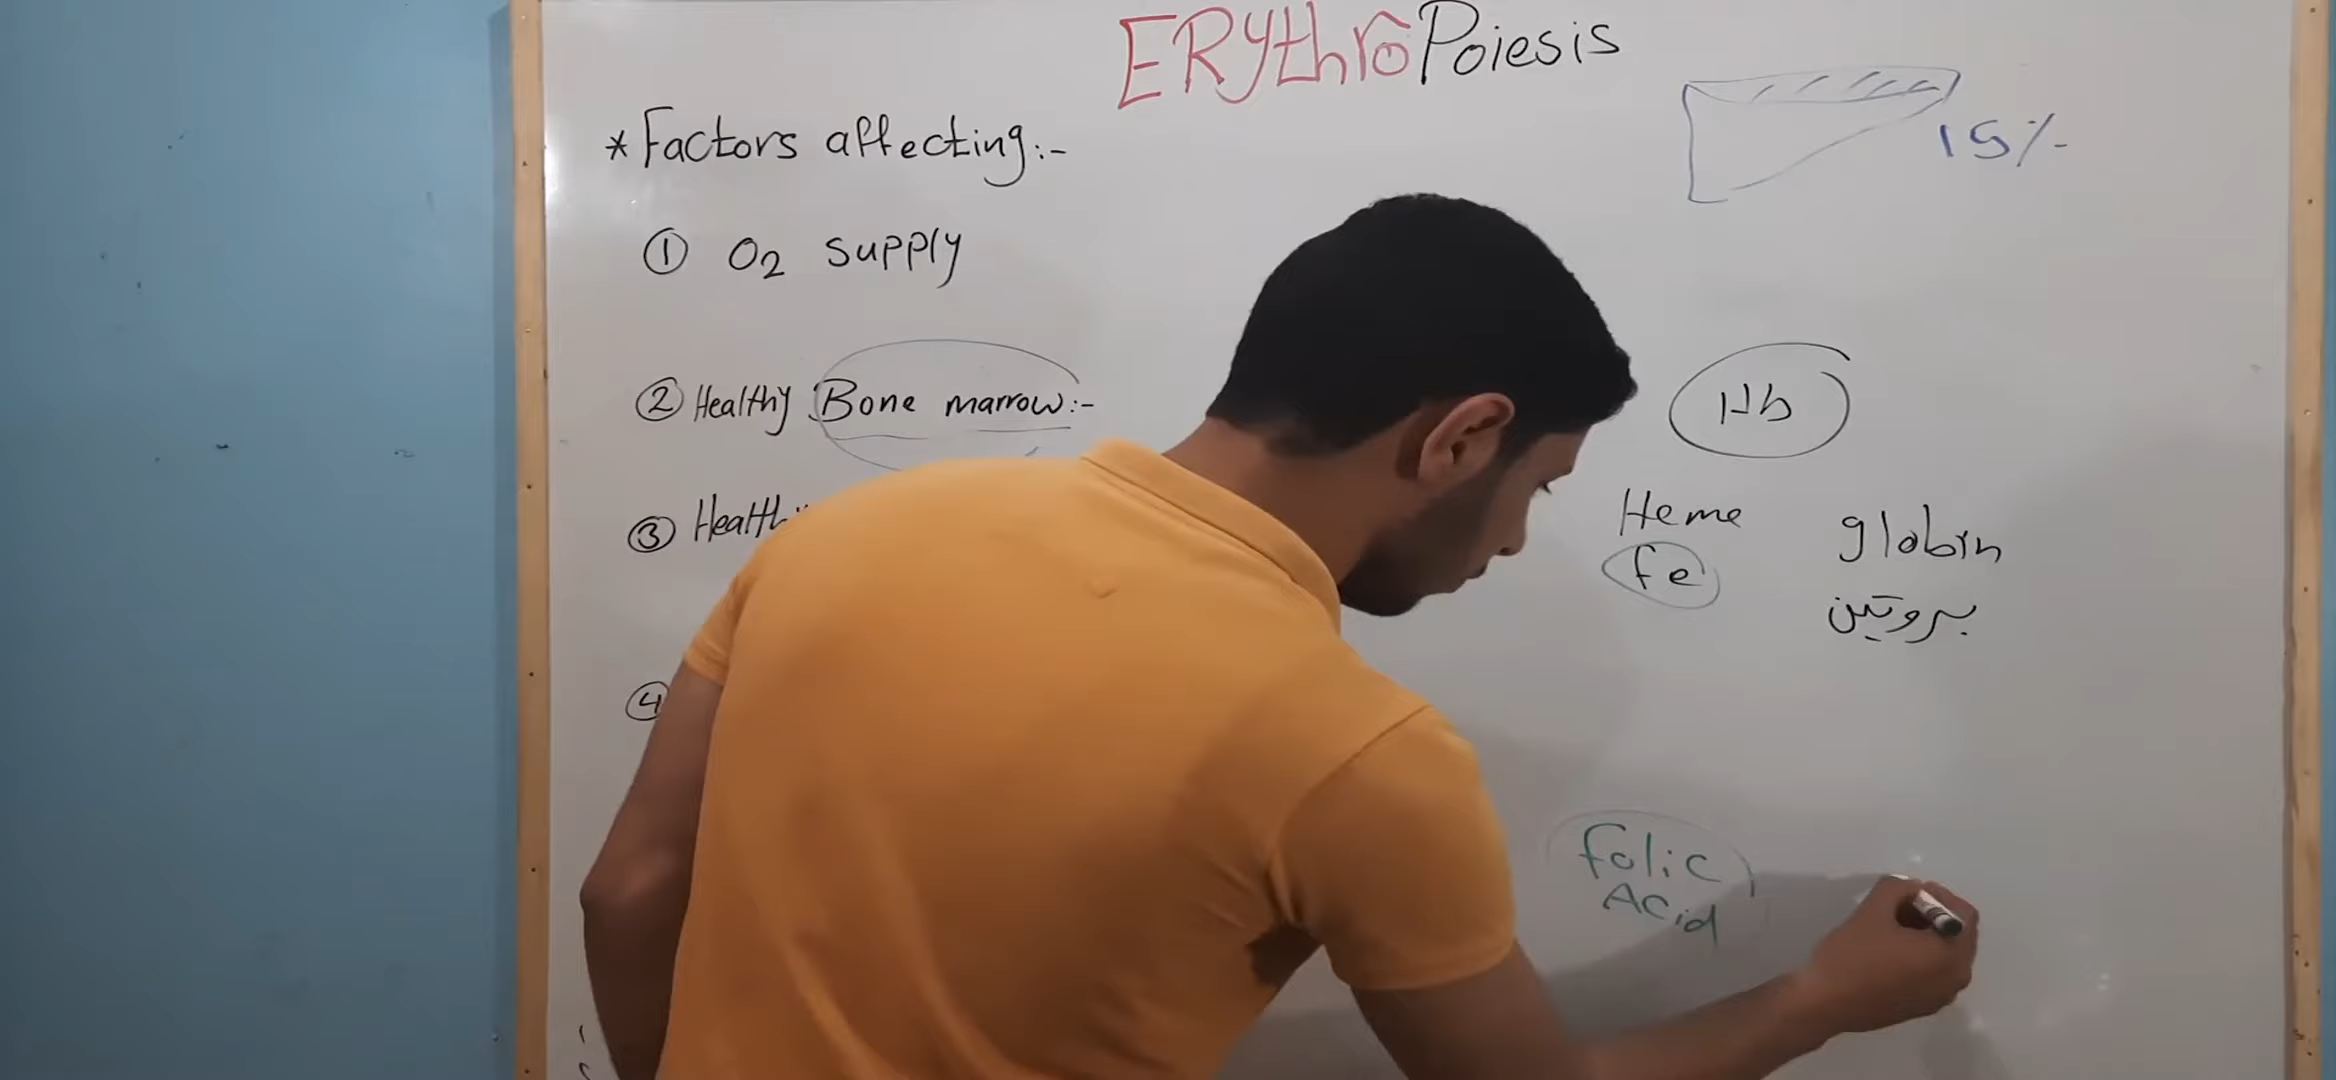 ERythroPoiesis
* Factors affecting:-
① O2 supply
15%
② Healthy Bone marrow:-
Hb
③
Heme globin
fe بروتين
④
folic
Acid